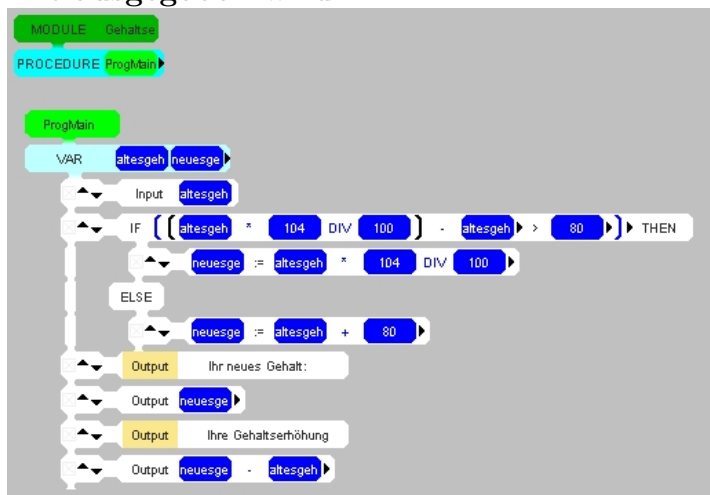 MODULE Gehaltse
PROCEDURE ProgMain
ProgMain
VAR altesgeh neuesge
Input altesgeh
IF ( ( altesgeh * 104 DIV 100 ) - altesgeh > 80 ) THEN
neuesge := altesgeh * 104 DIV 100
ELSE
neuesge := altesgeh + 80
Output Ihr neues Gehalt:
Output neuesge
Output Ihre Gehaltserhöhung
Output neuesge - altesgeh